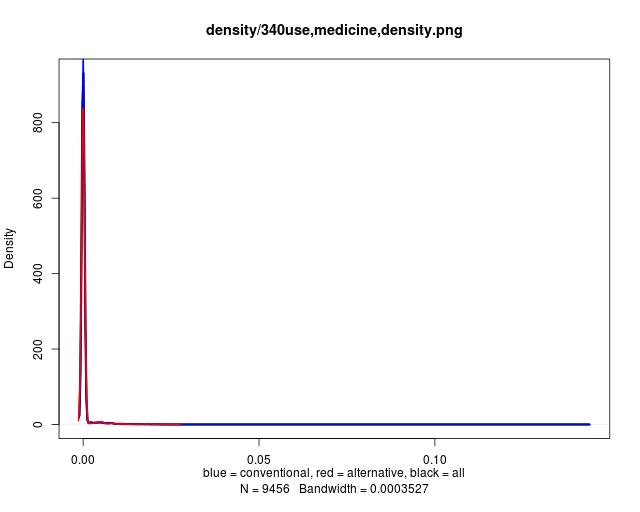 density/340use,medicine,density.png
Density
800
600
400
200
0
0.00 0.05 0.10
blue = conventional, red = alternative, black = all
N = 9456 Bandwidth = 0.0003527